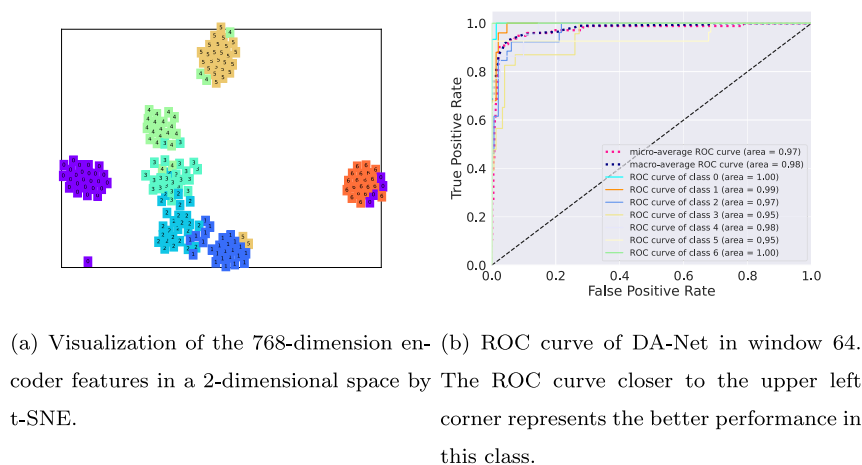 1.0
0.8
0.6
0.4
0.2
0.0
True Positive Rate
micro-average ROC curve (area = 0.97)
macro-average ROC curve (area = 0.98)
ROC curve of class 0 (area = 1.00)
ROC curve of class 1 (area = 0.99)
ROC curve of class 2 (area = 0.97)
ROC curve of class 3 (area = 0.95)
ROC curve of class 4 (area = 0.98)
ROC curve of class 5 (area = 0.95)
ROC curve of class 6 (area = 1.00)
0.0 0.2 0.4 0.6 0.8 1.0
False Positive Rate
(a) Visualization of the 768-dimension en-
coder features in a 2-dimensional space by
t-SNE.
(b) ROC curve of DA-Net in window 64.
The ROC curve closer to the upper left
corner represents the better performance in
this class.